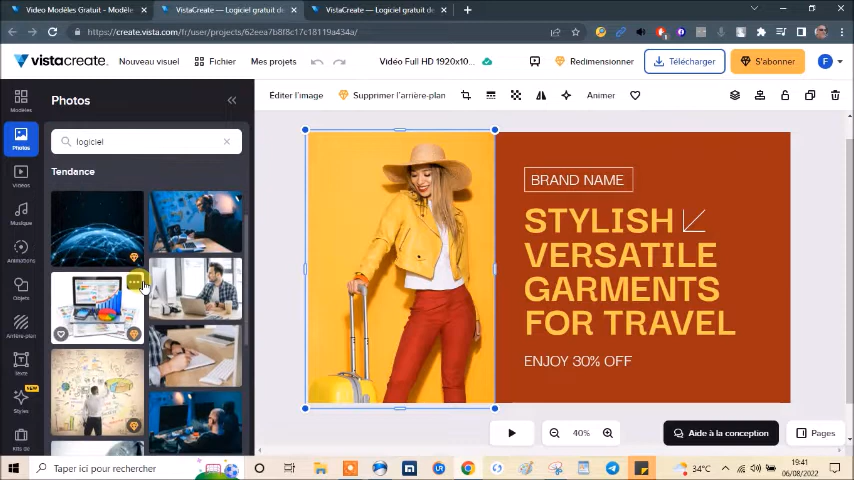 Video Modèles Gratuit - Modèle
VistaCreate — Logiciel gratuit de
VistaCreate — Logiciel gratuit de
https://create.vista.com/fr/user/projects/62eea7b8f8c17c18119434a/
vistacreate
Nouveau visuel
Fichier
Mes projets
Vidéo Full HD 1920x10...
Redimensionner
Télécharger
S'abonner
F
Modèles
Photos
Vidéos
Musique
Animations
Objets
Arrière-plan
Texte
NEW
Styles
Kits de
Photos
logiciel
Tendance
Éditer l'image
Supprimer l'arrière-plan
Animer
BRAND NAME
STYLISH
VERSATILE
GARMENTS
FOR TRAVEL
ENJOY 30% OFF
40%
Aide à la conception
Pages
Taper ici pour rechercher
34°C
19:41
06/08/2022